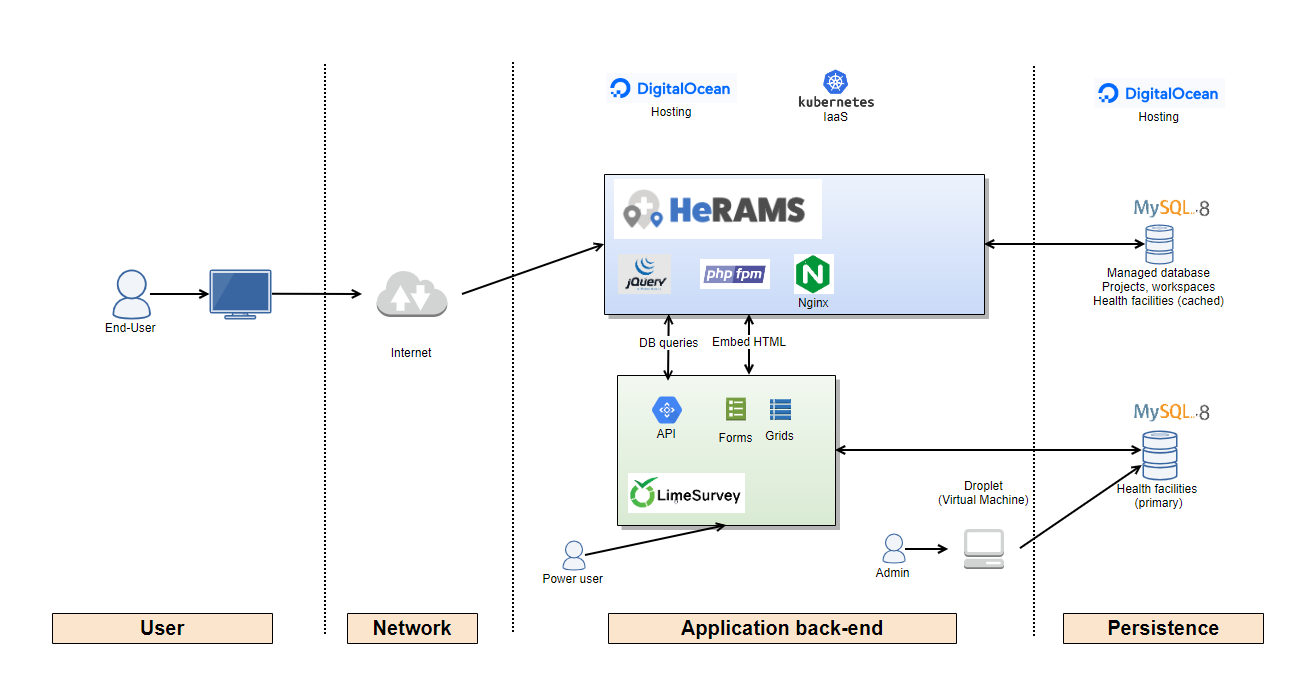 DigitalOcean
Hosting
kubernetes
IaaS
DigitalOcean
Hosting
HeRAMS
jQuery
php fpm
Nginx
MySQL 8
Managed database
Projects, workspaces
Health facilities (cached)
End-User
Internet
DB queries
Embed HTML
API
Forms
Grids
LimeSurvey
MySQL 8
Health facilities
(primary)
Droplet
(Virtual Machine)
Power user
Admin
User
Network
Application back-end
Persistence